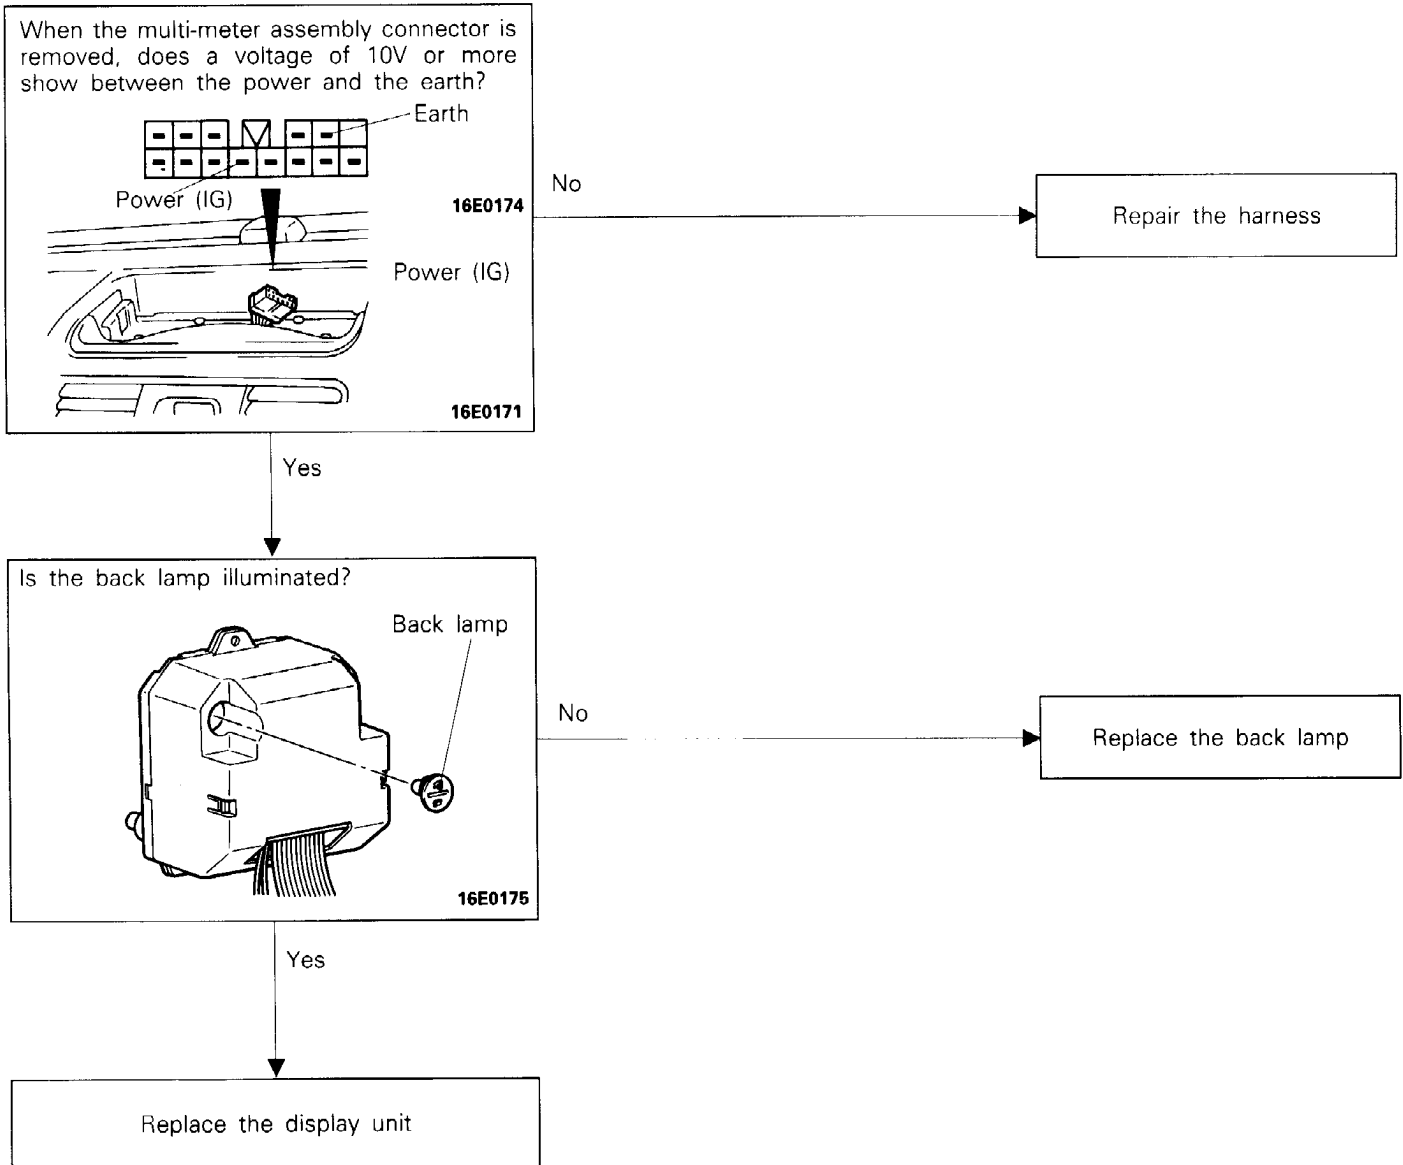 When the multi-meter assembly connector is
removed, does a voltage of 10V or more
show between the power and the earth?
Earth
Power (IG)
16E0174
Power (IG)
16E0171
No
Repair the harness
Yes
Is the back lamp illuminated?
Back lamp
16E0175
No
Replace the back lamp
Yes
Replace the display unit